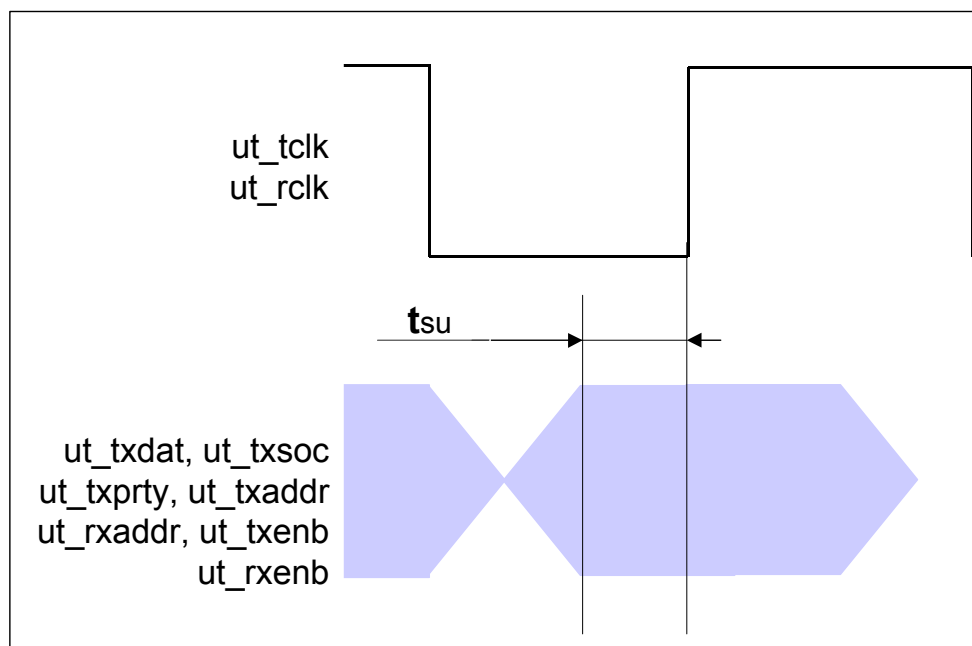 ut_tclk
ut_rclk
tsu
ut_txdat, ut_txsoc
ut_txprty, ut_txaddr
ut_rxaddr, ut_txenb
ut_rxenb